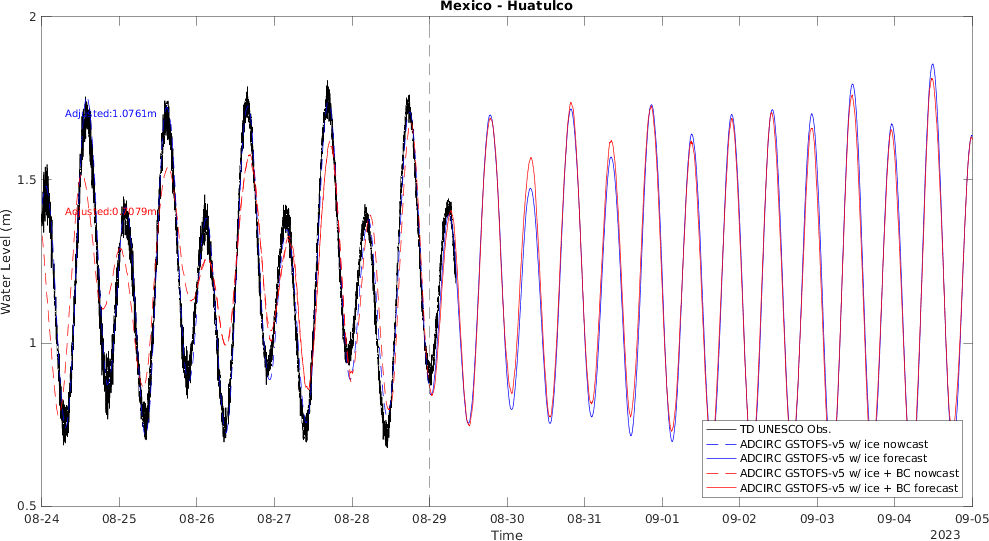 Mexico - Huatulco
2
1.5
1
0.5
Water Level (m)
Adjusted:1.0761m
TD UNESCO Obs.
ADCIRC GSTOFS-v5 w/ ice nowcast
ADCIRC GSTOFS-v5 w/ ice forecast
ADCIRC GSTOFS-v5 w/ ice + BC nowcast
ADCIRC GSTOFS-v5 w/ ice + BC forecast
08-24 08-25 08-26 08-27 08-28 08-29 08-30 08-31 09-01 09-02 09-03 09-04 09-05
Time
2023